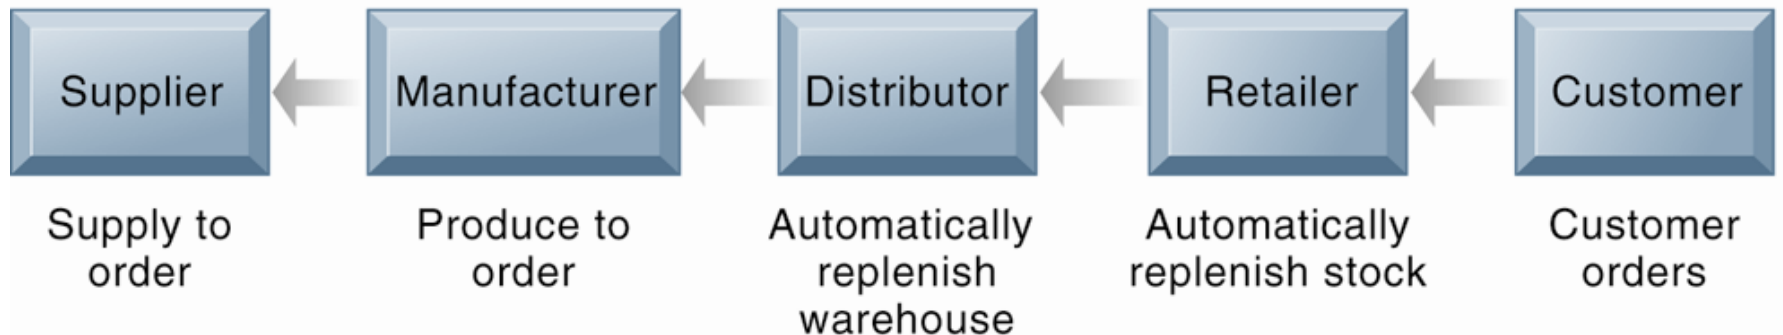 Supplier
Manufacturer
Distributor
Retailer
Customer
Supply to
order
Produce to
order
Automatically
replenish
warehouse
Automatically
replenish stock
Customer
orders